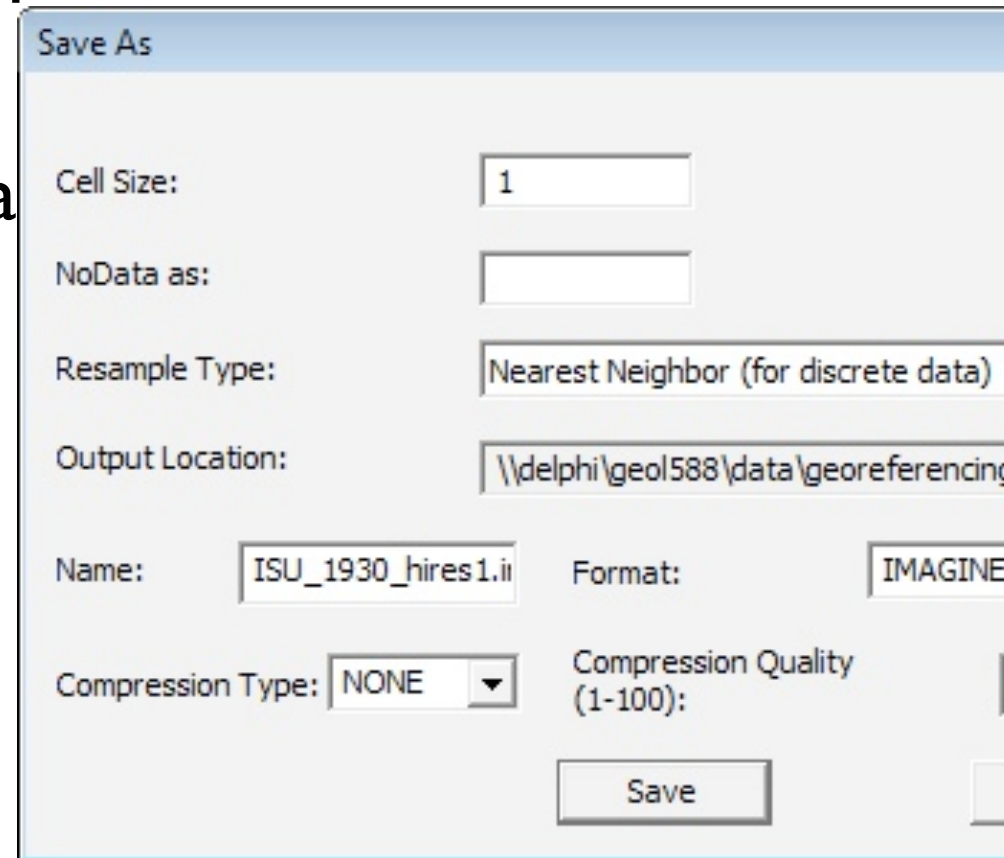 Save As
a
Cell Size: 1
NoData as:
Resample Type: Nearest Neighbor (for discrete data)
Output Location: \\delphi\geol588\data\georeferencing
Name: ISU_1930_hires1.i Format: IMAGINE
Compression Type: NONE Compression Quality
(1-100):
Save